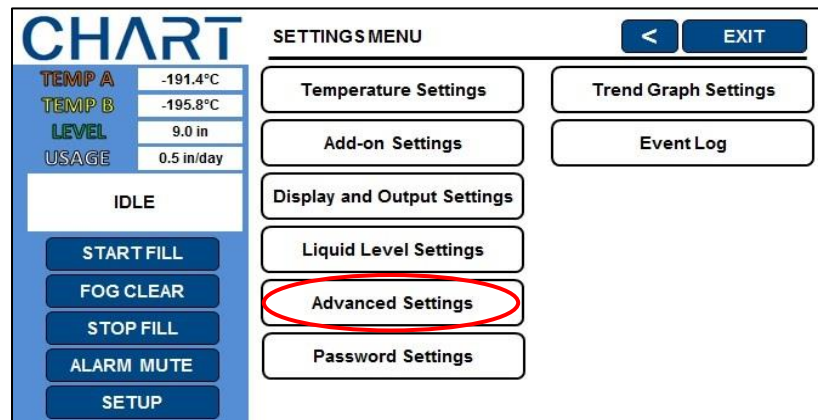 CHART
SETTINGS MENU
<
EXIT
TEMP A -191.4°C
TEMP B -195.8°C
LEVEL 9.0 in
USAGE 0.5 in/day
IDLE
START FILL
FOG CLEAR
STOP FILL
ALARM MUTE
SETUP
Temperature Settings
Add-on Settings
Display and Output Settings
Liquid Level Settings
Advanced Settings
Password Settings
Trend Graph Settings
Event Log